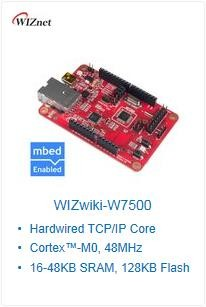 WIZnet
mbed
Enabled
WIZwiki-W7500
Hardwired TCP/IP Core
Cortex™-M0, 48MHz
16-48KB SRAM, 128KB Flash